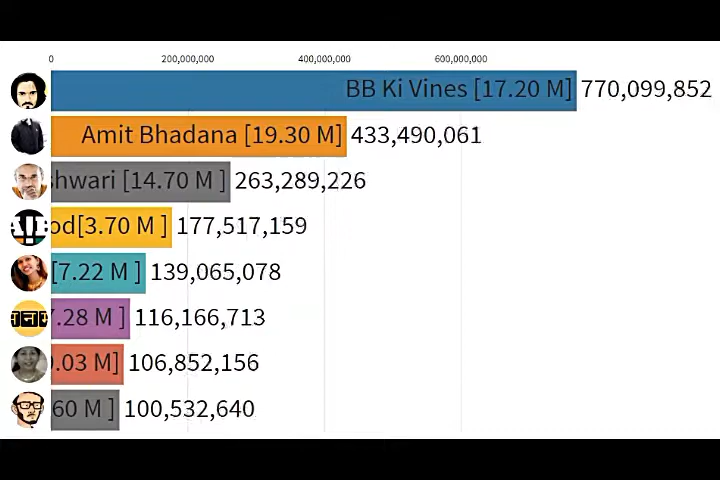 0 200,000,000 400,000,000 600,000,000
BB Ki Vines [17.20 M] 770,099,852
Amit Bhadana [19.30 M] 433,490,061
hwari [14.70 M ] 263,289,226
od[3.70 M ] 177,517,159
[7.22 M ] 139,065,078
7.28 M ] 116,166,713
.03 M] 106,852,156
60 M ] 100,532,640